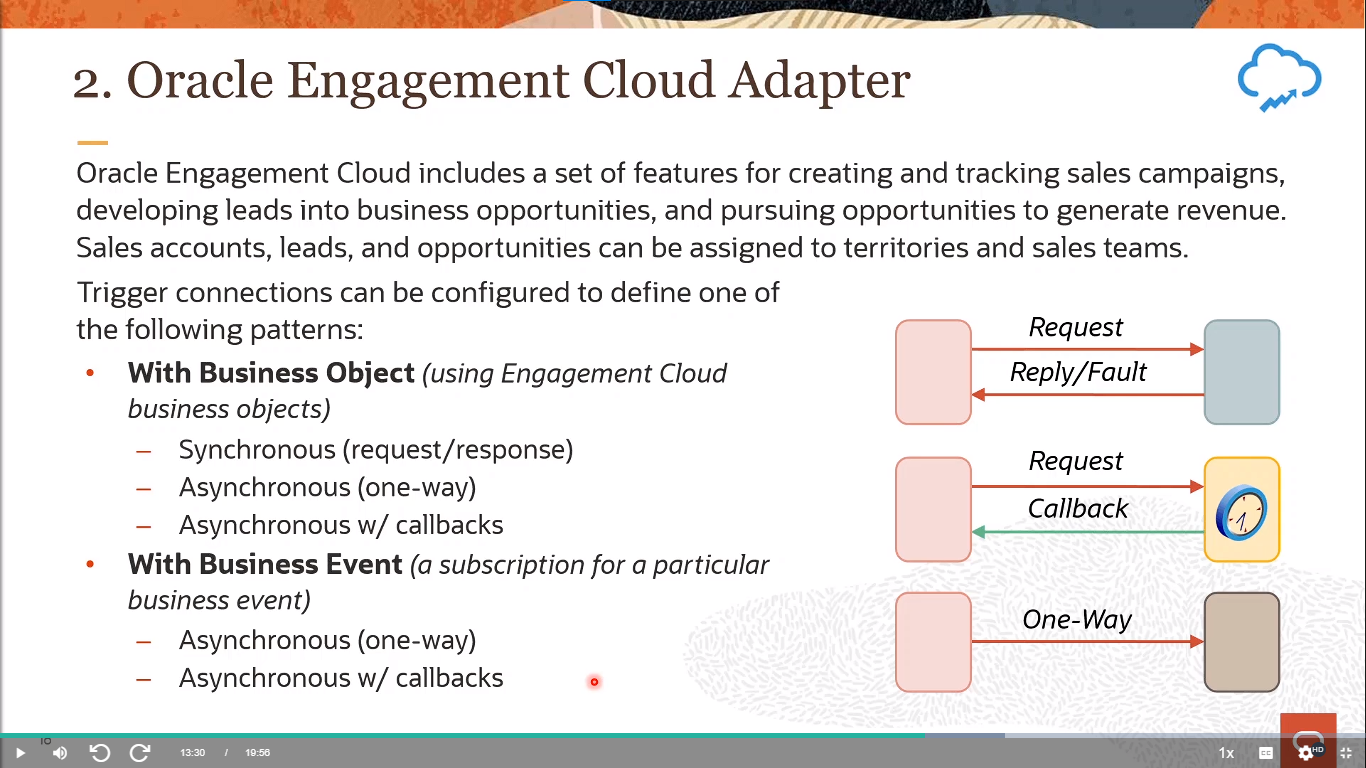 2. Oracle Engagement Cloud Adapter
Oracle Engagement Cloud includes a set of features for creating and tracking sales campaigns,
developing leads into business opportunities, and pursuing opportunities to generate revenue.
Sales accounts, leads, and opportunities can be assigned to territories and sales teams.
Trigger connections can be configured to define one of
the following patterns:
• With Business Object (using Engagement Cloud
business objects)
– Synchronous (request/response)
– Asynchronous (one-way)
– Asynchronous w/ callbacks
• With Business Event (a subscription for a particular
business event)
– Asynchronous (one-way)
– Asynchronous w/ callbacks
Request
Reply/Fault
Request
Callback
One-Way
13:30 / 19:56
1x
CC
HD